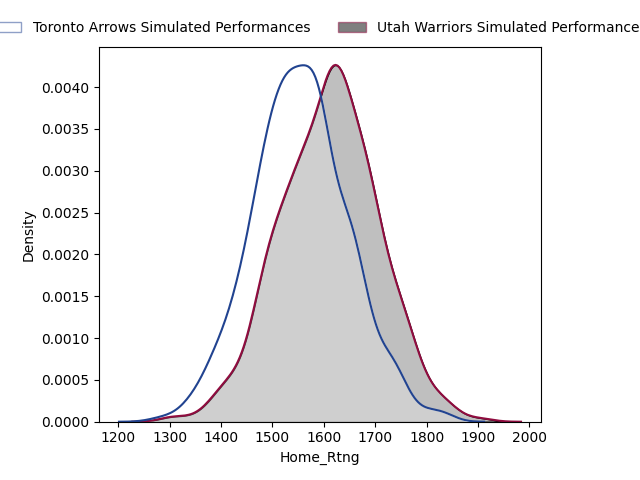 Toronto Arrows Simulated Performances
Utah Warriors Simulated Performance
0.0040
0.0035
0.0030
0.0025
0.0020
0.0015
0.0010
0.0005
0.0000
Density
1200 1300 1400 1500 1600 1700 1800 1900 2000
Home_Rtng